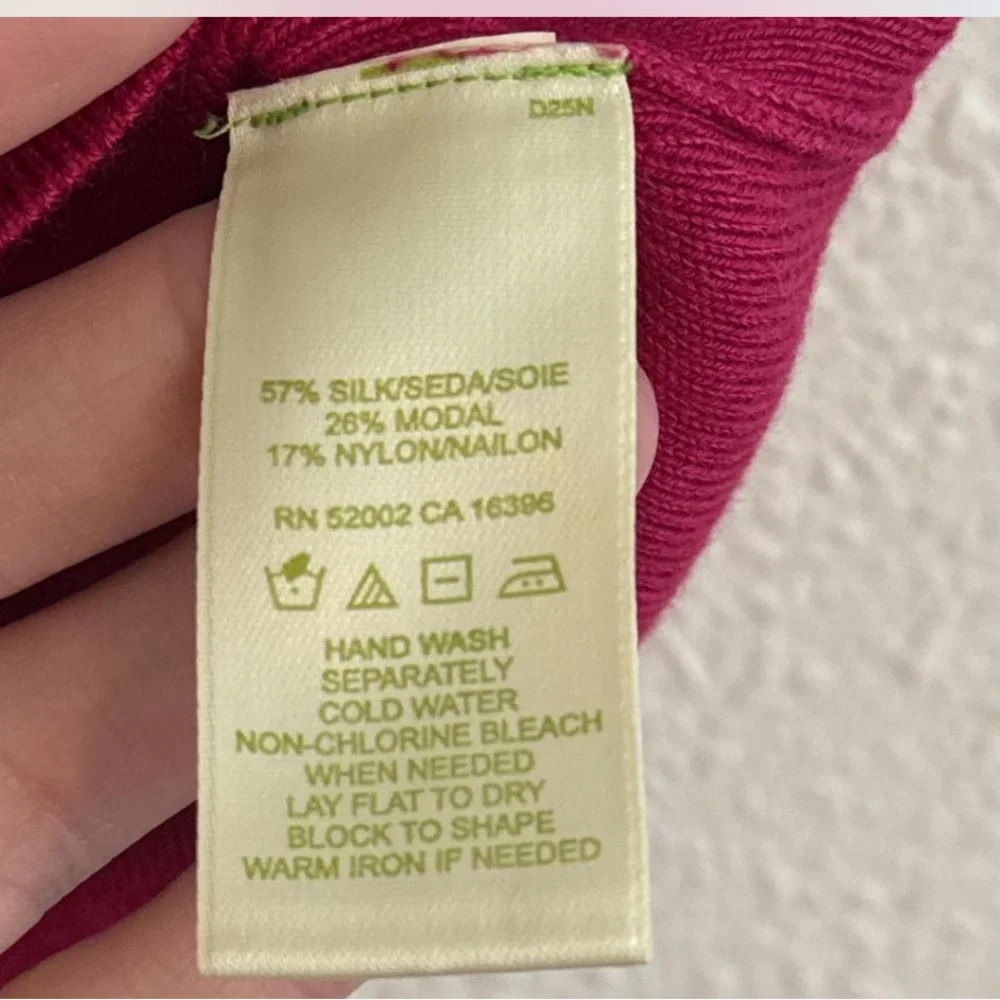 D25N
57% SILK/SEDA/SOIE
26% MODAL
17% NYLON/NAILON
RN 52002 CA 16396
HAND WASH
SEPARATELY
COLD WATER
NON-CHLORINE BLEACH
WHEN NEEDED
LAY FLAT TO DRY
BLOCK TO SHAPE
WARM IRON IF NEEDED